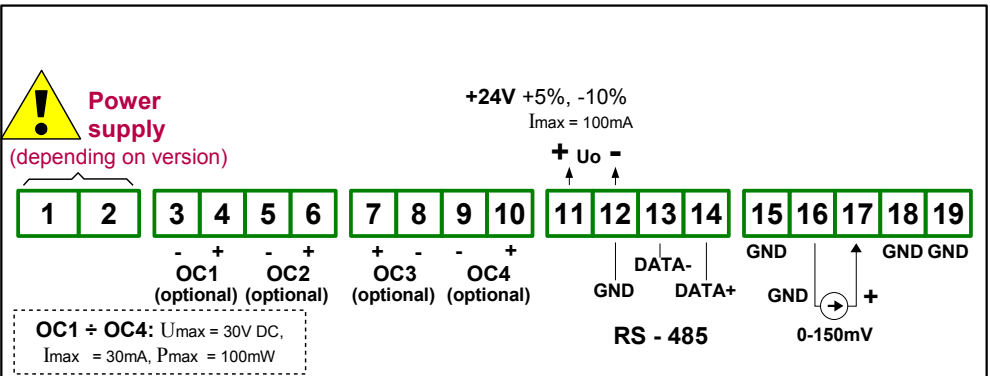 +24V +5%, -10%
Imax = 100mA
+ Uo -
!
Power
supply
(depending on version)
1 2 3 4 5 6 7 8 9 10 11 12 13 14 15 16 17 18 19
- + - + + - - + GND GND GND
OC1 OC2 OC3 OC4
(optional) (optional) (optional) (optional)
DATA-
GND DATA+
GND +
RS - 485
0-150mV
OC1 ÷ OC4: Umax = 30V DC,
Imax = 30mA, Pmax = 100mW